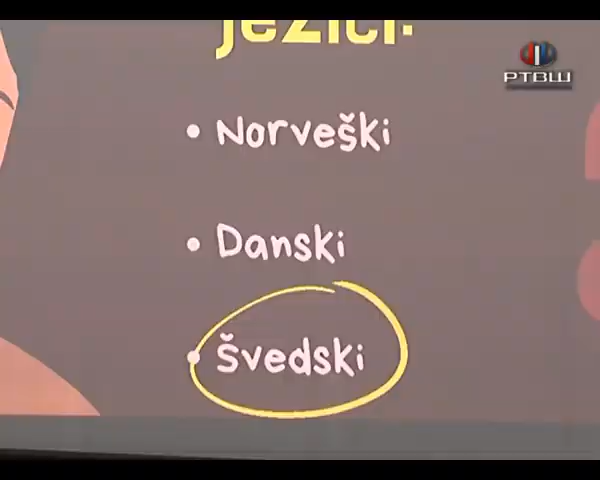 jezici:
РТВШ
• Norveški
• Danski
• Švedski